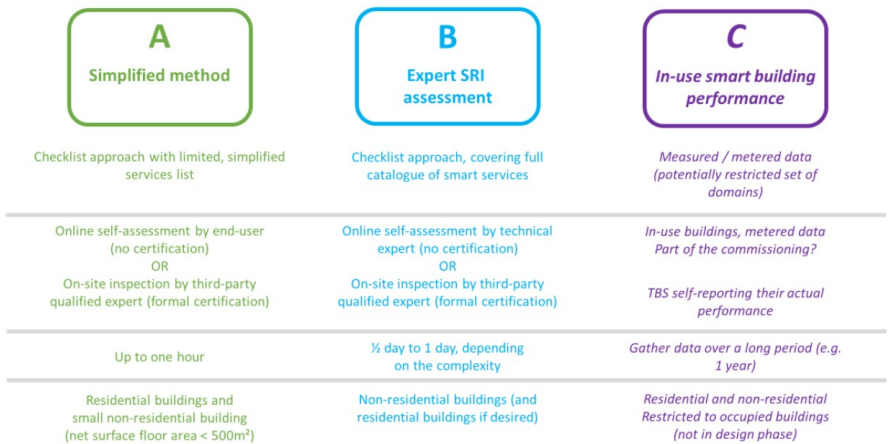 A
Simplified method
B
Expert SRI
assessment
C
In-use smart building
performance
Checklist approach with limited, simplified
services list
Checklist approach, covering full
catalogue of smart services
Measured / metered data
(potentially restricted set of
domains)
Online self-assessment by end-user
(no certification)
OR
On-site inspection by third-party
qualified expert (formal certification)
Online self-assessment by technical
expert (no certification)
OR
On-site inspection by third-party
qualified expert (formal certification)
In-use buildings, metered data
Part of the commissioning?
TBS self-reporting their actual
performance
Up to one hour
½ day to 1 day, depending
on the complexity
Gather data over a long period (e.g.
1 year)
Residential buildings and
small non-residential building
(net surface floor area < 500m²)
Non-residential buildings (and
residential buildings if desired)
Residential and non-residential
Restricted to occupied buildings
(not in design phase)